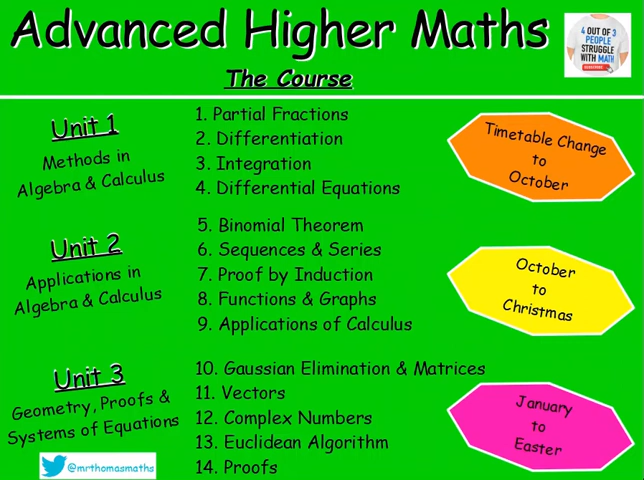 Advanced Higher Maths
The Course
4 OUT OF 3
PEOPLE
STRUGGLE
WITH MATH
Unit 1
Methods in
Algebra & Calculus
1. Partial Fractions
2. Differentiation
3. Integration
4. Differential Equations
Timetable Change
to
October
Unit 2
Applications in
Algebra & Calculus
5. Binomial Theorem
6. Sequences & Series
7. Proof by Induction
8. Functions & Graphs
9. Applications of Calculus
October
to
Christmas
Unit 3
Geometry, Proofs &
Systems of Equations
10. Gaussian Elimination & Matrices
11. Vectors
12. Complex Numbers
13. Euclidean Algorithm
14. Proofs
January
to
Easter
@mrthomasmaths